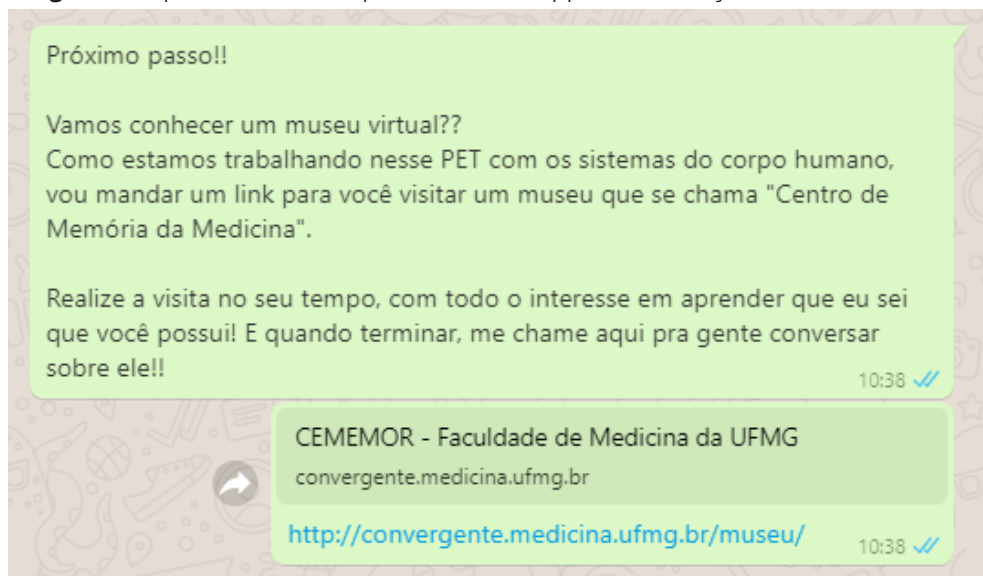 Próximo passo!!
Vamos conhecer um museu virtual??
Como estamos trabalhando nesse PET com os sistemas do corpo humano,
vou mandar um link para você visitar um museu que se chama "Centro de
Memória da Medicina".
Realize a visita no seu tempo, com todo o interesse em aprender que eu sei
que você possui! E quando terminar, me chame aqui pra gente conversar
sobre ele!!
10:38
CEMEMOR - Faculdade de Medicina da UFMG
convergente.medicina.ufmg.br
http://convergente.medicina.ufmg.br/museu/
10:38